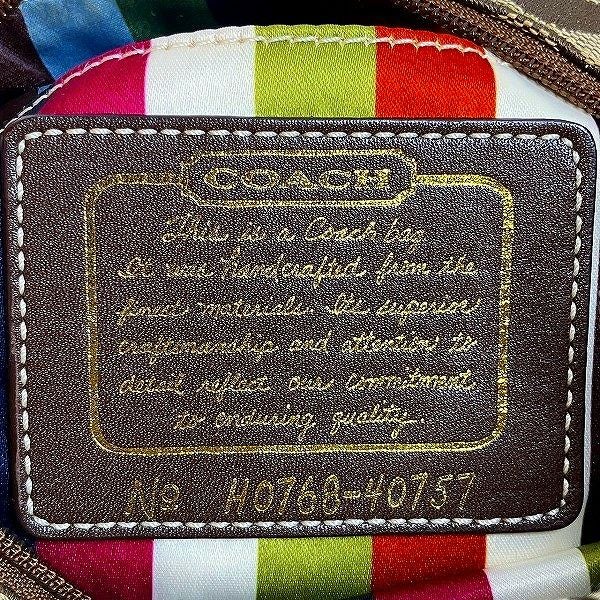 COACH
This is a Coach bag.
It was handcrafted from the
finest materials. Its superior
craftsmanship and attention to
detail reflect our commitment
to enduring quality.
No H0768-40757